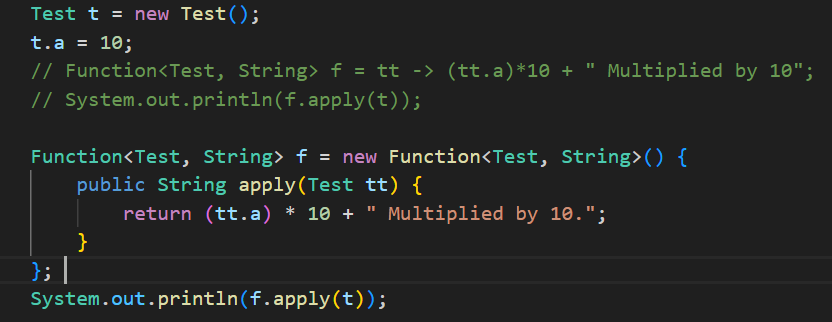 Test t = new Test();
t.a = 10;
// Function<Test, String> f = tt -> (tt.a)*10 + " Multiplied by 10";
// System.out.println(f.apply(t));
Function<Test, String> f = new Function<Test, String>() {
public String apply(Test tt) {
return (tt.a) * 10 + " Multiplied by 10.";
}
};
System.out.println(f.apply(t));